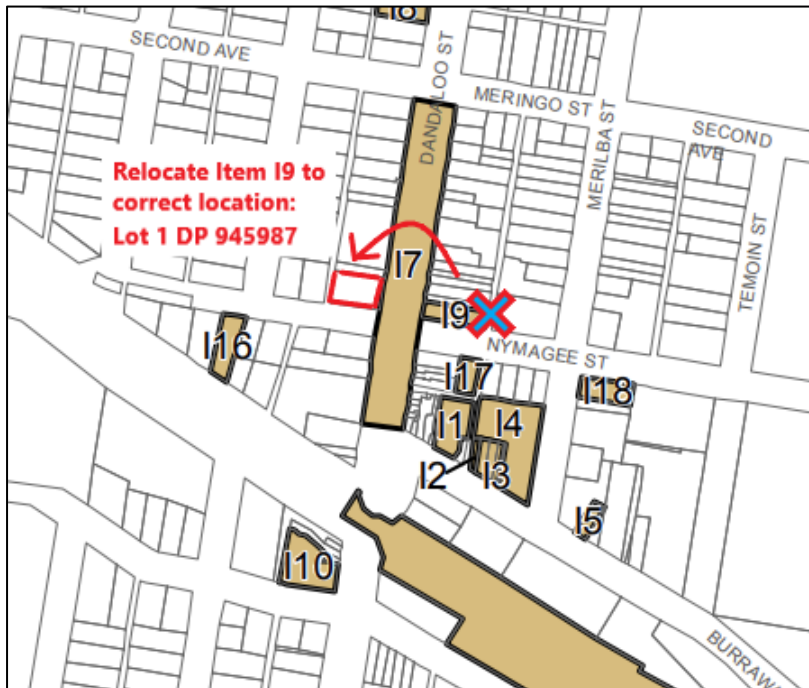 I8
SECOND AVE
DANDALOO ST
MERINGO ST
SECOND
AVE
MERILBA ST
TEMOIN ST
Relocate Item I9 to
correct location:
Lot 1 DP 945987
I7
I9
I16
NYMAGEE ST
I17
I18
I1
I4
I2
I3
I5
I10
BURRAWA